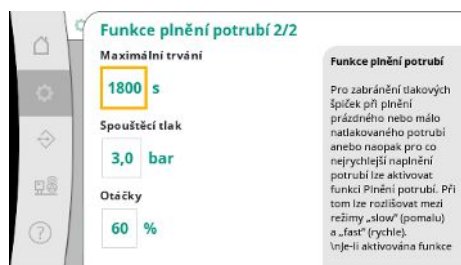 Funkce plnění potrubí 2/2
Maximální trvání
1800 s
Spouštěcí tlak
3,0 bar
Otáčky
60 %
Funkce plnění potrubí
Pro zabránění tlakových
špiček při plnění
prázdného nebo málo
natlakovaného potrubí
anebo naopak pro co
nejrychlejší naplnění
potrubí lze aktivovat
funkci Plnění potrubí. Při
tom lze rozlišovat mezi
režimy „slow" (pomalu)
a „fast" (rychle).
\nJe-li aktivována funkce